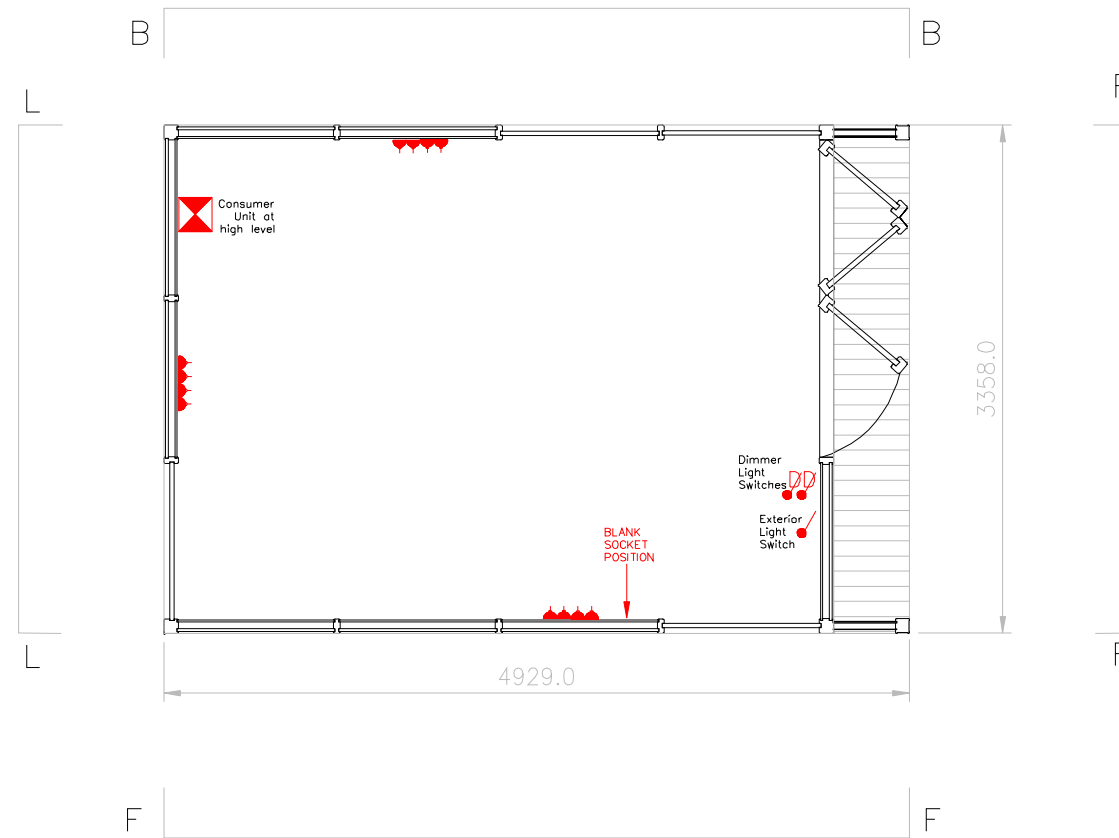 B
B
L
Consumer
Unit at
high level
3358.0
Dimmer
Light
Switches
D D
Exterior
Light
Switch
BLANK
SOCKET
POSITION
L
4929.0
F
F